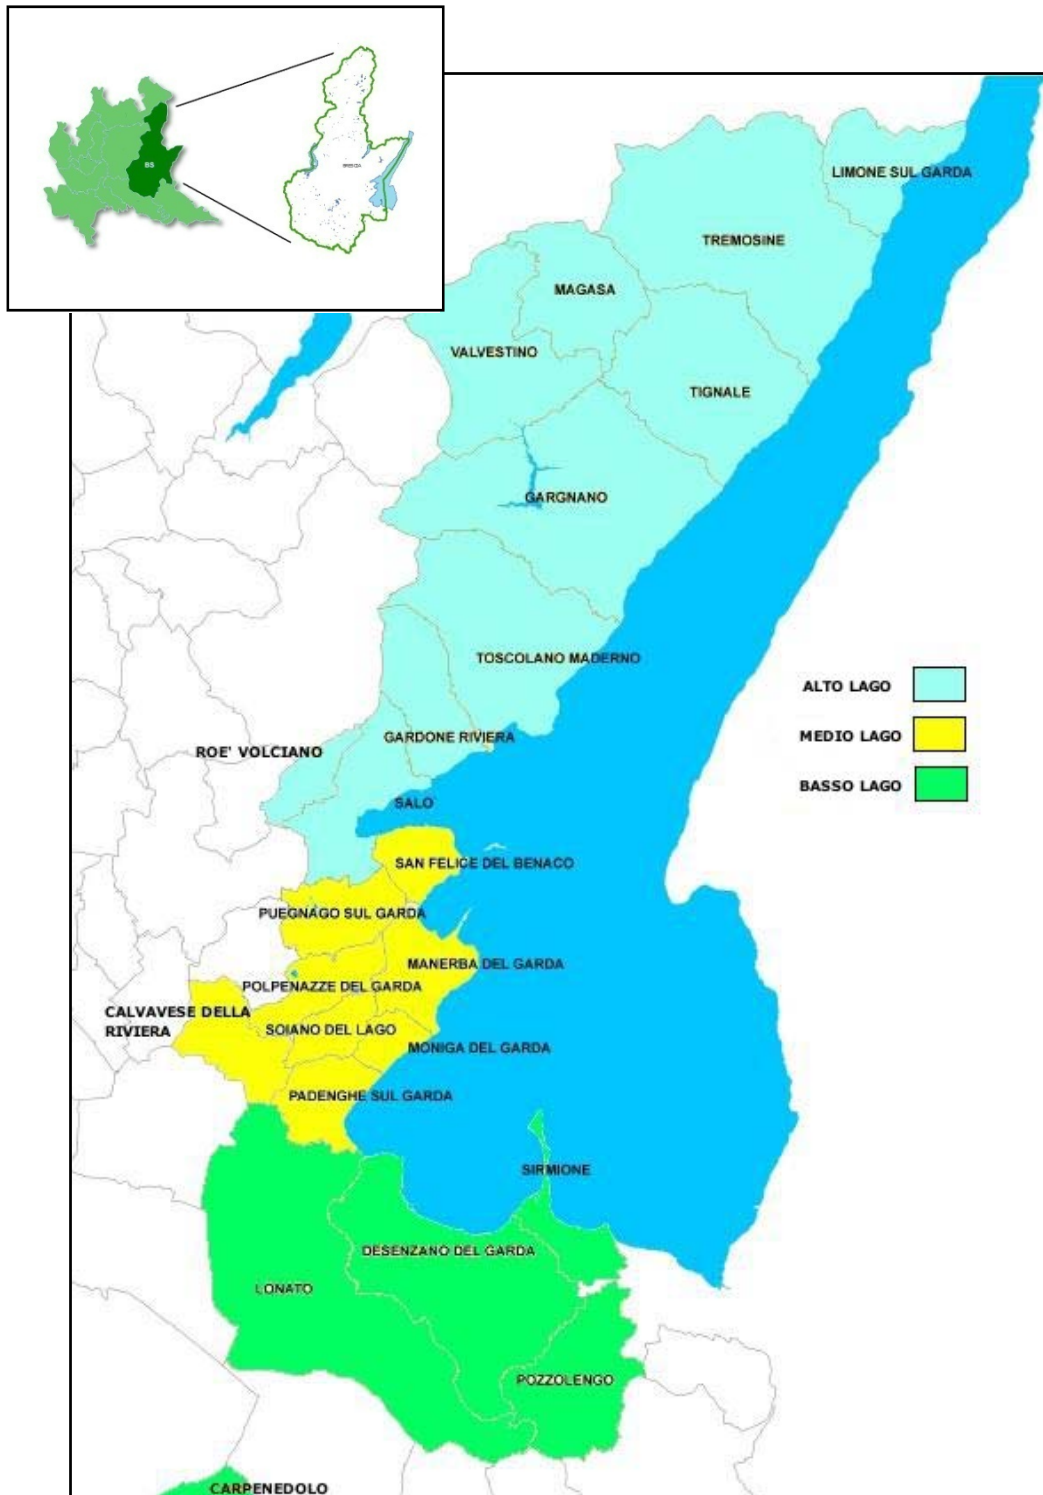 BS
BRESCIA
LIMONE SUL GARDA
TREMOSINE
MAGASA
VALVESTINO
TIGNALE
GARGNANO
TOSCOLANO MADERNO
ALTO LAGO
GARDONE RIVIERA
MEDIO LAGO
ROE' VOLCIANO
BASSO LAGO
SALO'
SAN FELICE DEL BENACO
PUEGNAGO SUL GARDA
MANERBA DEL GARDA
POLPENAZZE DEL GARDA
CALVAVESE DELLA
RIVIERA
SOIANO DEL LAGO
MONIGA DEL GARDA
PADENGHE SUL GARDA
SIRMIONE
DESENZANO DEL GARDA
LONATO
POZZOLENGO
CARPENEDOLO